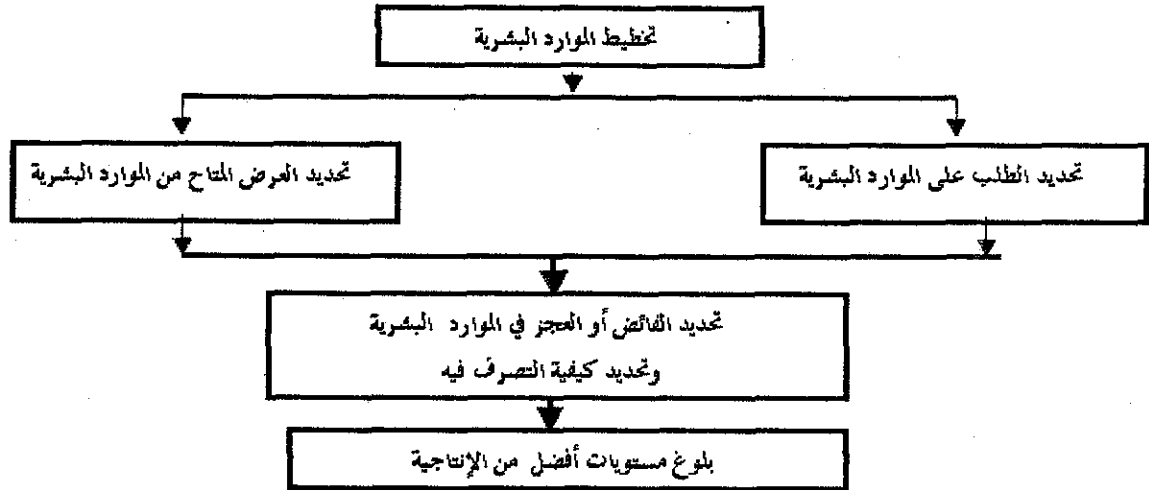 تخطيط الموارد البشرية
تحديد الطلب على الموارد البشرية
تحديد العرض المتاح من الموارد البشرية
تحديد الفائض أو العجز في الموارد البشرية
وتحديد كيفية التصرف فيه
بلوغ مستويات أفضل من الإنتاجية